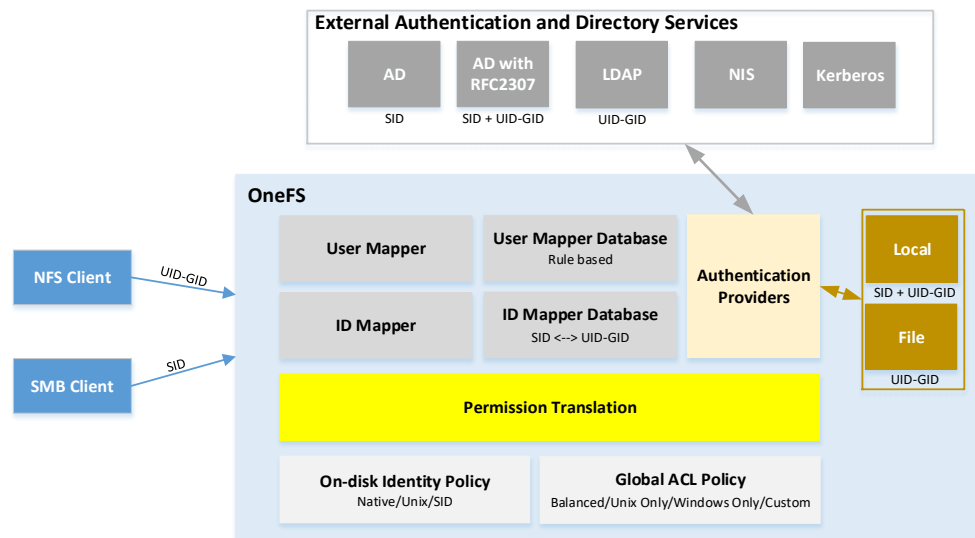 External Authentication and Directory Services
AD
AD with
RFC2307
LDAP
NIS
Kerberos
SID
SID + UID-GID
UID-GID
OneFS
User Mapper
User Mapper Database
Rule based
Authentication
Providers
Local
SID + UID-GID
File
UID-GID
NFS Client
UID-GID
SMB Client
SID
ID Mapper
ID Mapper Database
SID <--> UID-GID
Permission Translation
On-disk Identity Policy
Native/Unix/SID
Global ACL Policy
Balanced/Unix Only/Windows Only/Custom